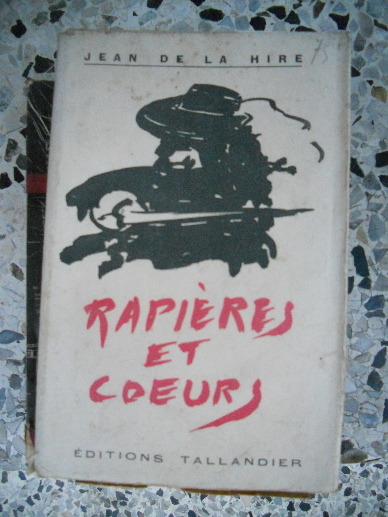 JEAN DE LA HIRE
RAPIÈRES
ET
COEURS
ÉDITIONS TALLANDIER